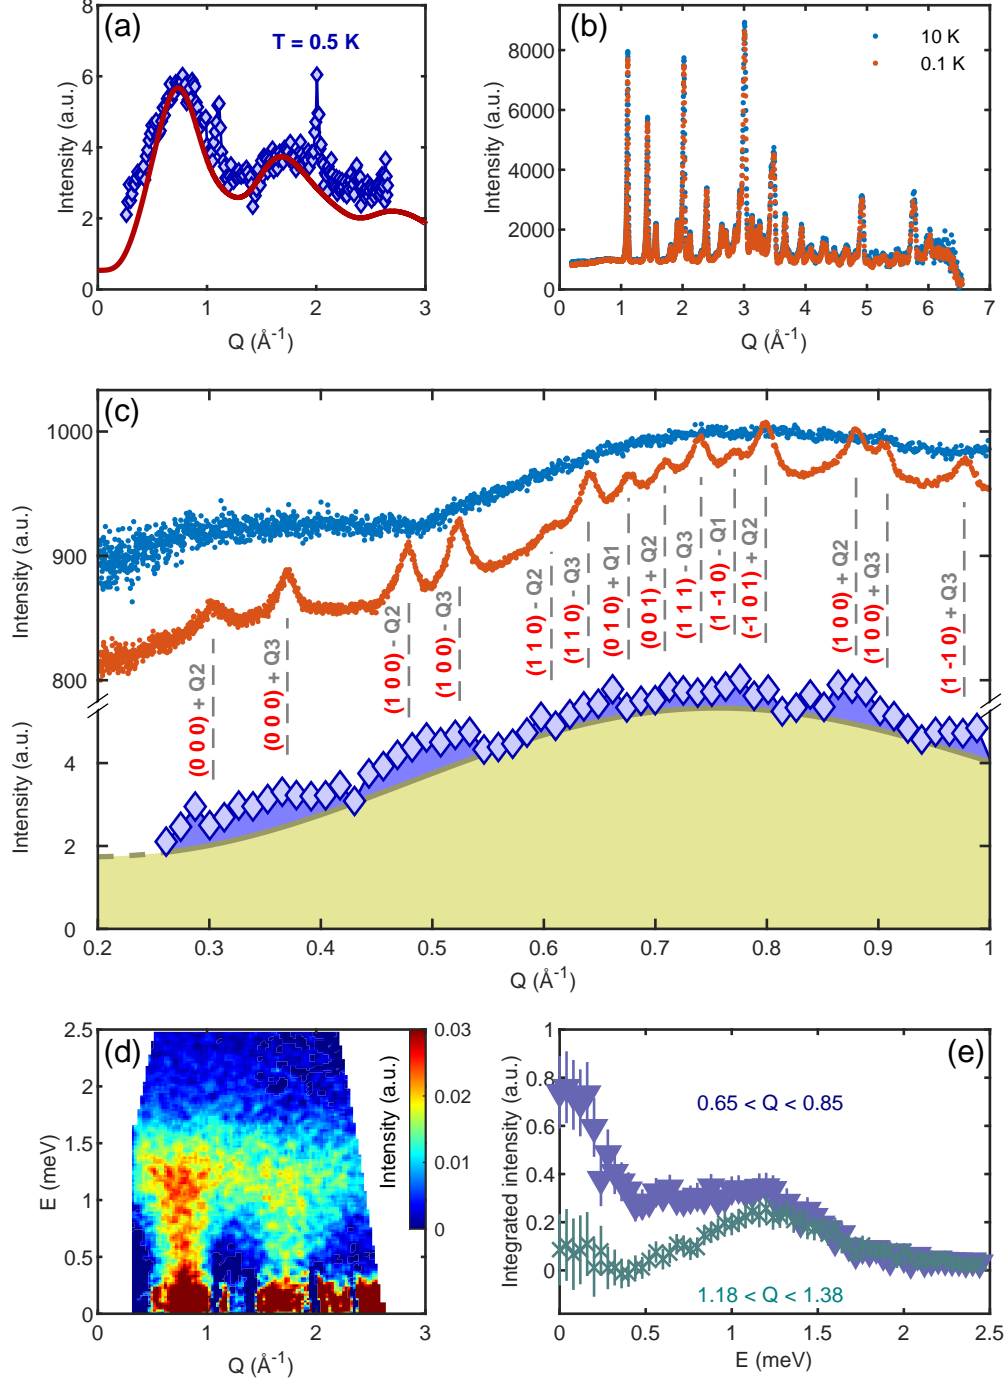 (a)
T = 0.5 K
Intensity (a.u.)
8
6
4
2
0
0
1
2
3
Q (Å-1)
(b)
10 K
0.1 K
Intensity (a.u.)
8000
6000
4000
2000
0
1
2
3
4
5
6
7
Q (Å-1)
(c)
Intensity (a.u.)
1000
900
800
(0 0 0) + Q2
(0 0 0) + Q3
(1 0 0) - Q2
(1 0 0) - Q3
(1 1 0) - Q2
(1 1 0) - Q3
(0 1 0) + Q1
(0 0 1) + Q2
(1 1 1) - Q3
(1 -1 0) - Q1
(-1 0 1) + Q2
(1 0 0) + Q2
(1 0 0) + Q3
(1 -1 0) + Q3
Intensity (a.u.)
4
2
0
0.2
0.3
0.4
0.5
0.6
0.7
0.8
0.9
1
Q (Å-1)
(d)
E (meV)
2.5
2
1.5
1
0.5
0
0
1
2
3
Q (Å-1)
0.03
0.02
0.01
0
Intensity (a.u.)
(e)
Integrated intensity (a.u.)
1
0.8
0.6
0.4
0.2
0
0.65 < Q < 0.85
1.18 < Q < 1.38
0
0.5
1
1.5
2
2.5
E (meV)